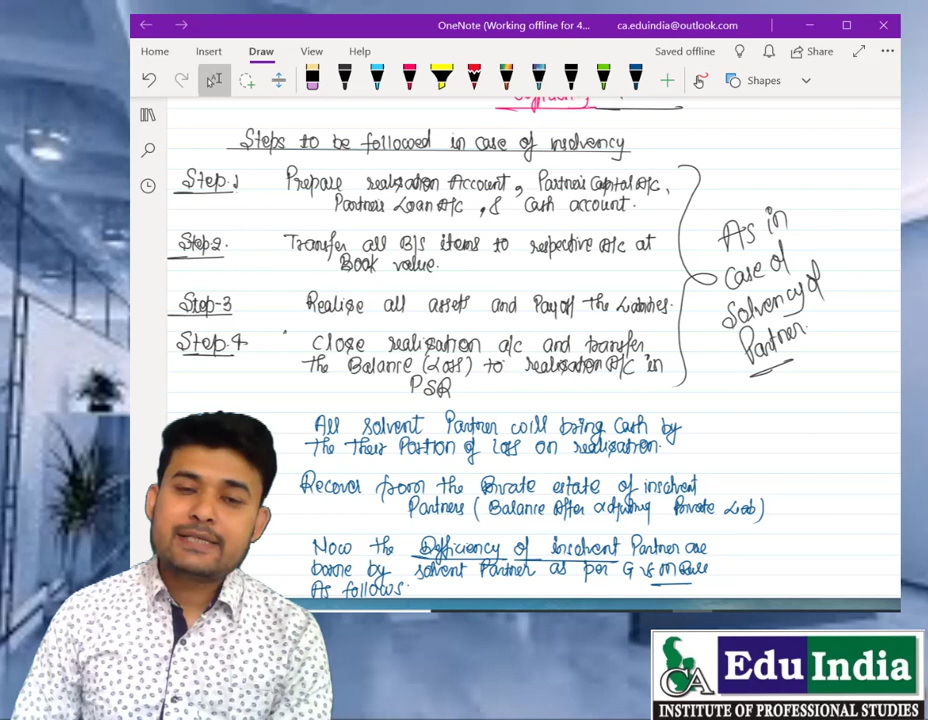 OneNote (Working offline for 4... ca.eduindia@outlook.com
Home Insert Draw View Help Saved offline Share
Shapes
Steps to be followed in case of insolvency
Step.1 Prepare realisation Account, Partner's Capital A/c,
Partners Loan A/c, & Cash account.
Step-2. Transfer all B/S items to respective A/c at
Book value.
Step-3 Realise all assets and Pay off the Liabilities.
Step.4 Close realisation a/c and transfer
the Balance (Loss) to realisation A/c in
PSR
As in
case of
Solvency of
Partner.
All solvent Partner will bring Cash by
the their Portion of loss on realisation.
Recover from the Private estate of insolvent
Partners (Balance After adjusting Private Liab)
Now the Defficiency of insolvent Partner are
borne by solvent Partner as per G vs M Rule
As follows.
CA Edu India
INSTITUTE OF PROFESSIONAL STUDIES